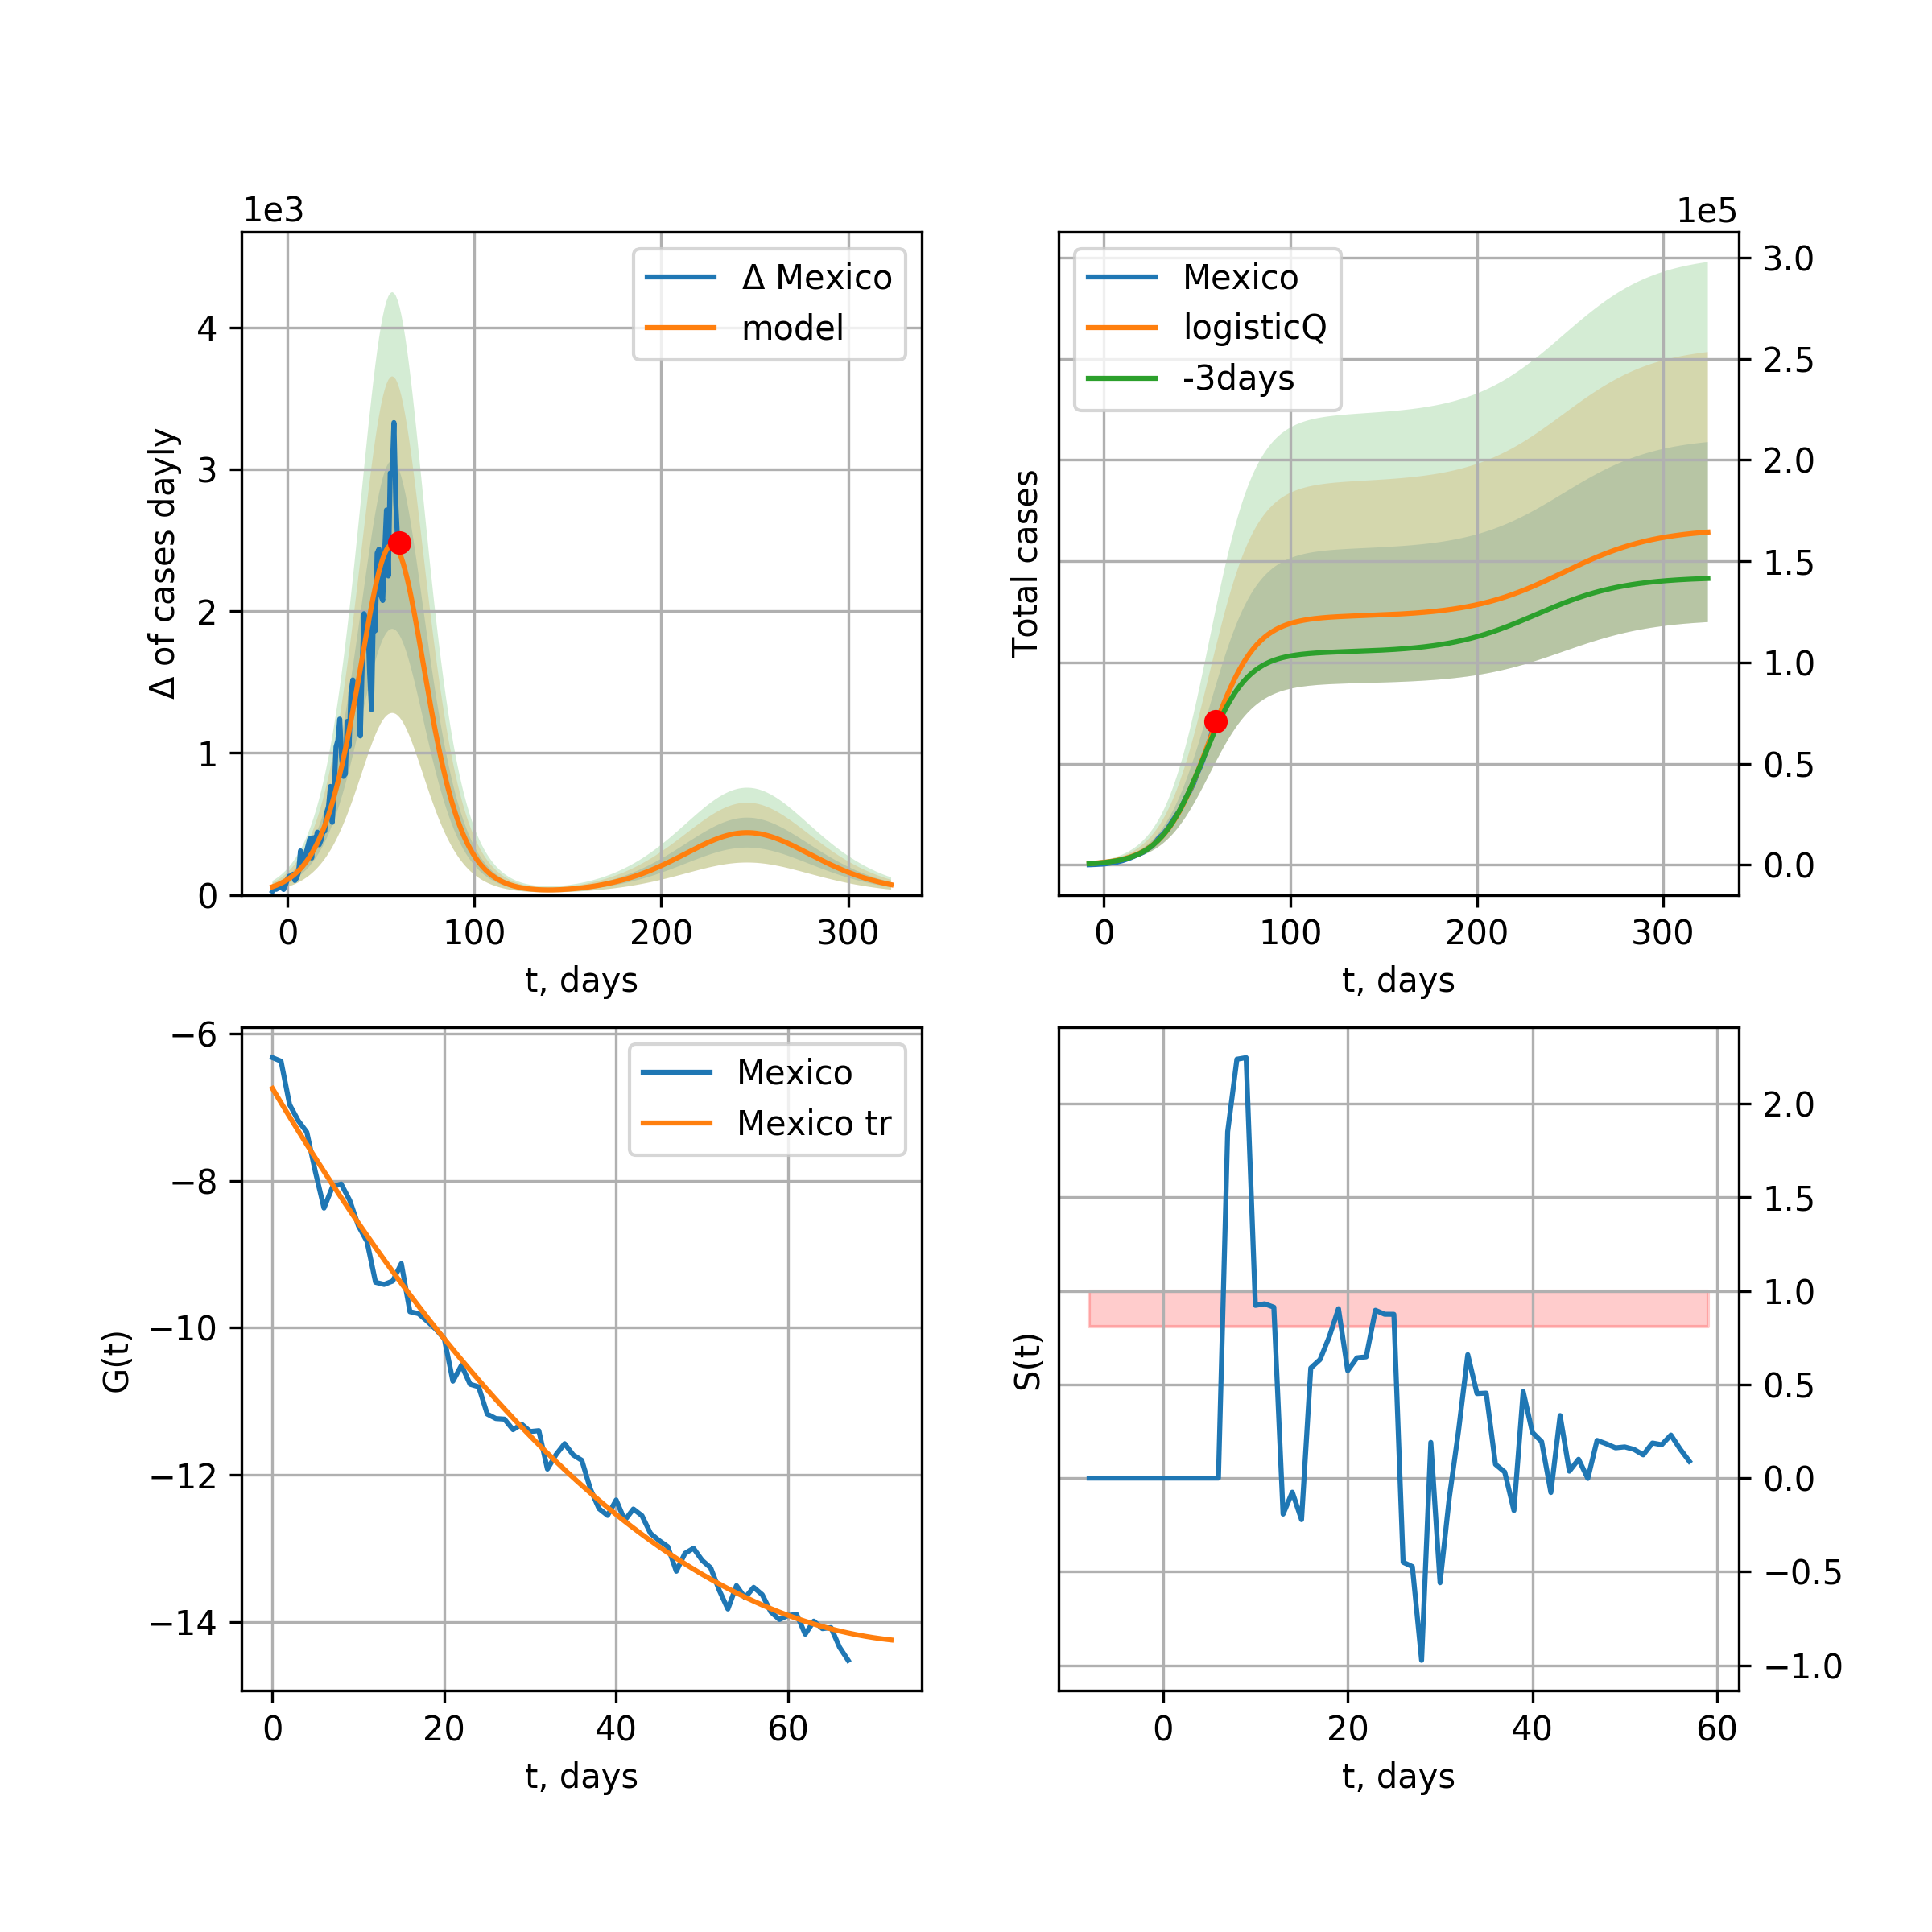 1e3
Δ of cases dayly
4
3
2
1
0
0
100
200
300
t, days
Δ Mexico
model
1e5
Total cases
3.0
2.5
2.0
1.5
1.0
0.5
0.0
0
100
200
300
t, days
Mexico
logisticQ
-3days
G(t)
−6
−8
−10
−12
−14
0
20
40
60
t, days
Mexico
Mexico tr
S(t)
2.0
1.5
1.0
0.5
0.0
−0.5
−1.0
0
20
40
60
t, days